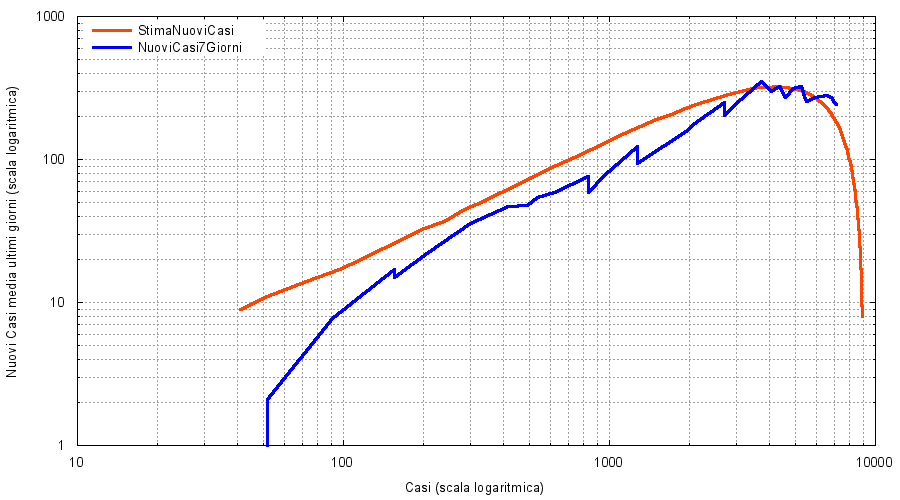 1000
StimaNuoviCasi
NuoviCasi7Giorni
100
10
1
10
100
1000
10000
Nuovi Casi media ultimi giorni (scala logaritmica)
Casi (scala logaritmica)